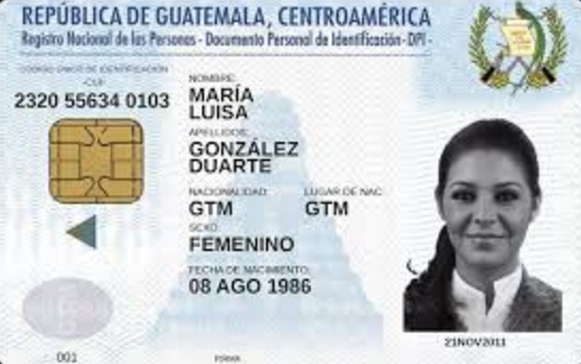 REPÚBLICA DE GUATEMALA, CENTROAMÉRICA
Registro Nacional de las Personas - Documento Personal de Identificación - DPI -
CODIGO UNICO DE IDENTIFICACION
-CUI-
2320 55634 0103
NOMBRE:
MARÍA
LUISA
APELLIDOS:
GONZÁLEZ
DUARTE
NACIONALIDAD: LUGAR DE NAC:
GTM GTM
SEXO:
FEMENINO
FECHA DE NACIMIENTO:
08 AGO 1986
21NOV2011
001
FIRMA